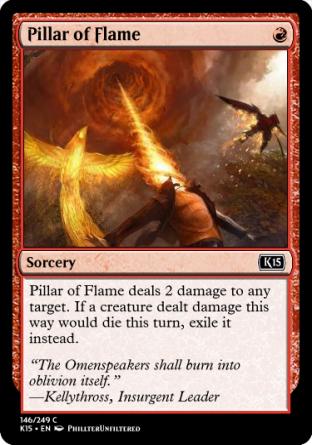 Pillar of Flame
Sorcery
K15
Pillar of Flame deals 2 damage to any
target. If a creature dealt damage this
way would die this turn, exile it
instead.
"The Omenspeakers shall burn into
oblivion itself."
—Kellythross, Insurgent Leader
146/249 C
K15 • EN PhillterUnfiltered